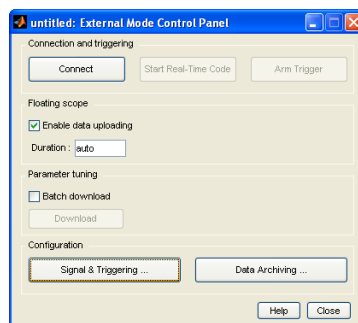 untitled: External Mode Control Panel
Connection and triggering
Connect Start Real-Time Code Arm Trigger
Floating scope
Enable data uploading
Duration : auto
Parameter tuning
Batch download
Download
Configuration
Signal & Triggering ... Data Archiving ...
Help Close